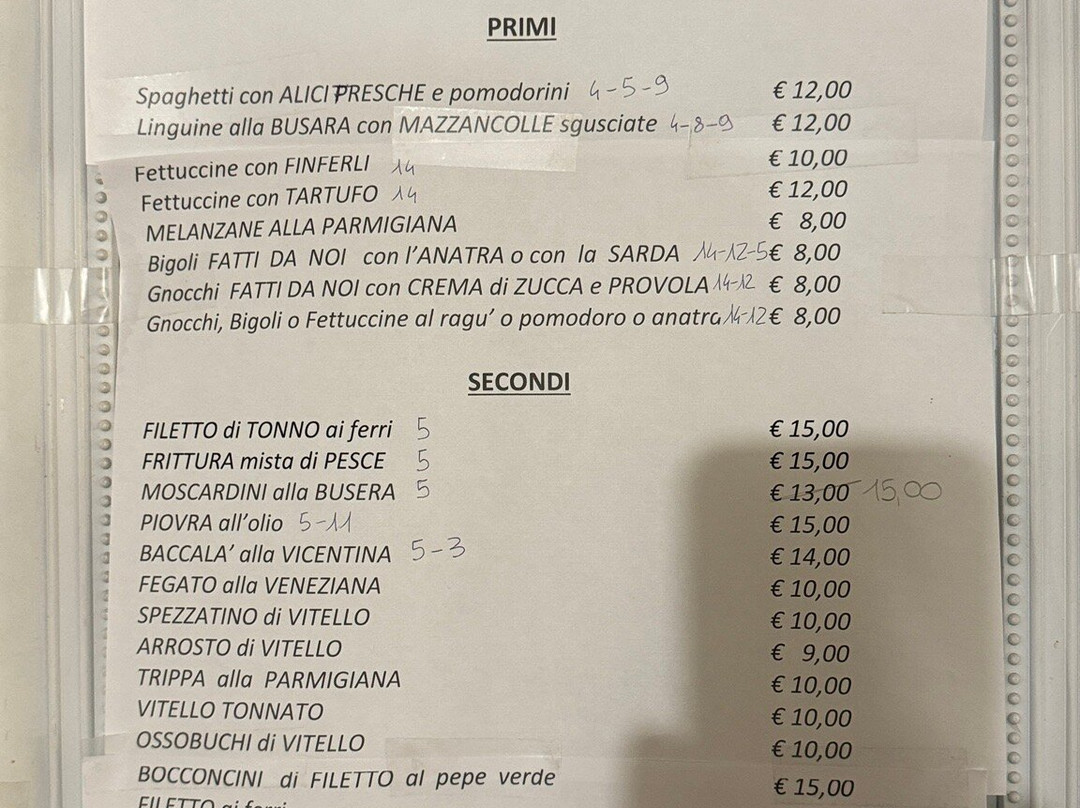 PRIMI
Spaghetti con ALICI FRESCHE e pomodorini 4-5-9 € 12,00
Linguine alla BUSARA con MAZZANCOLLE sgusciate 4-8-9 € 12,00
Fettuccine con FINFERLI 14 € 10,00
Fettuccine con TARTUFO 14 € 12,00
MELANZANE ALLA PARMIGIANA € 8,00
Bigoli FATTI DA NOI con l'ANATRA o con la SARDA 14-12-5 € 8,00
Gnocchi FATTI DA NOI con CREMA di ZUCCA e PROVOLA 14-12 € 8,00
Gnocchi, Bigoli o Fettuccine al ragu' o pomodoro o anatra 14-12 € 8,00
SECONDI
FILETTO di TONNO ai ferri 5 € 15,00
FRITTURA mista di PESCE 5 € 15,00
MOSCARDINI alla BUSERA 5 € 13,00 15,00
PIOVRA all'olio 5-11 € 15,00
BACCALA' alla VICENTINA 5-3 € 14,00
FEGATO alla VENEZIANA € 10,00
SPEZZATINO di VITELLO € 10,00
ARROSTO di VITELLO € 9,00
TRIPPA alla PARMIGIANA € 10,00
VITELLO TONNATO € 10,00
OSSOBUCHI di VITELLO € 10,00
BOCCONCINI di FILETTO al pepe verde € 15,00
FILETTO ai ferri